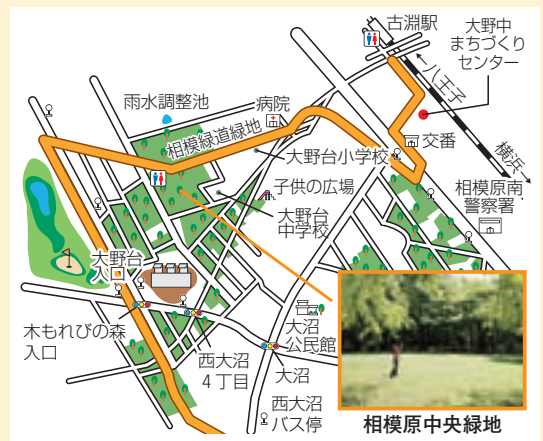 古淵駅
大野中
まちづくり
センター
八王子
横浜
雨水調整池
病院
相模緑道緑地
交番
大野台小学校
子供の広場
相模原南
警察署
大野台
中学校
大野台
入口
木もれびの森
入口
大沼
公民館
西大沼
4丁目
大沼
西大沼
バス停
相模原中央緑地